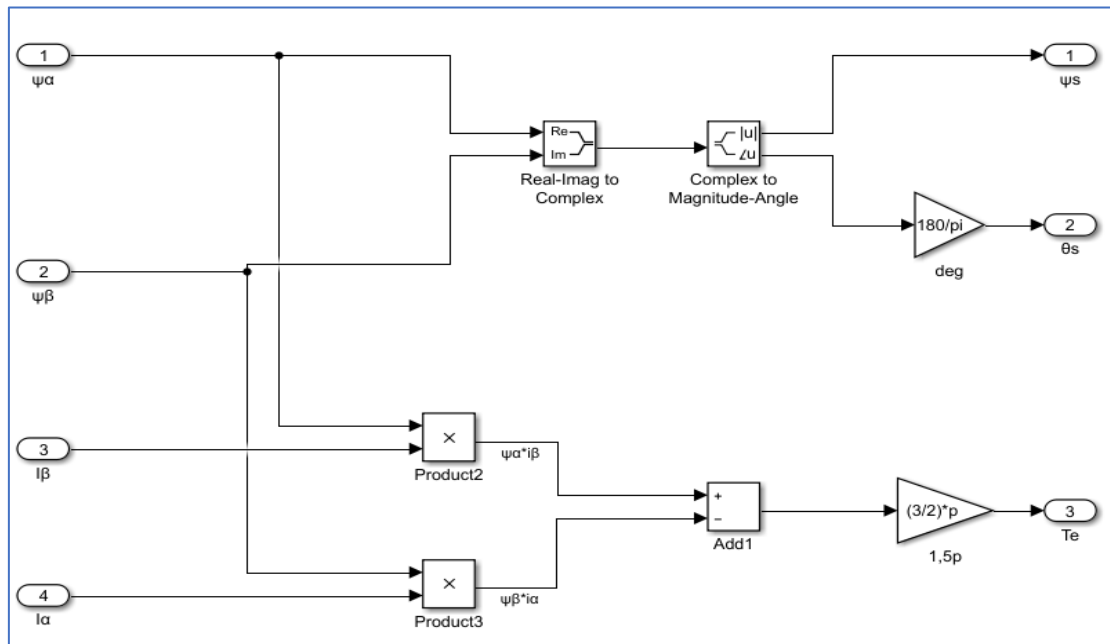 1
ψα
1
ψs
Re
Im
Real-Imag to
Complex
|u|
∠u
Complex to
Magnitude-Angle
180/pi
deg
2
θs
2
ψβ
3
Iβ
×
Product2
ψα*iβ
+
−
Add1
(3/2)*p
1,5p
3
Te
4
Iα
×
Product3
ψβ*iα